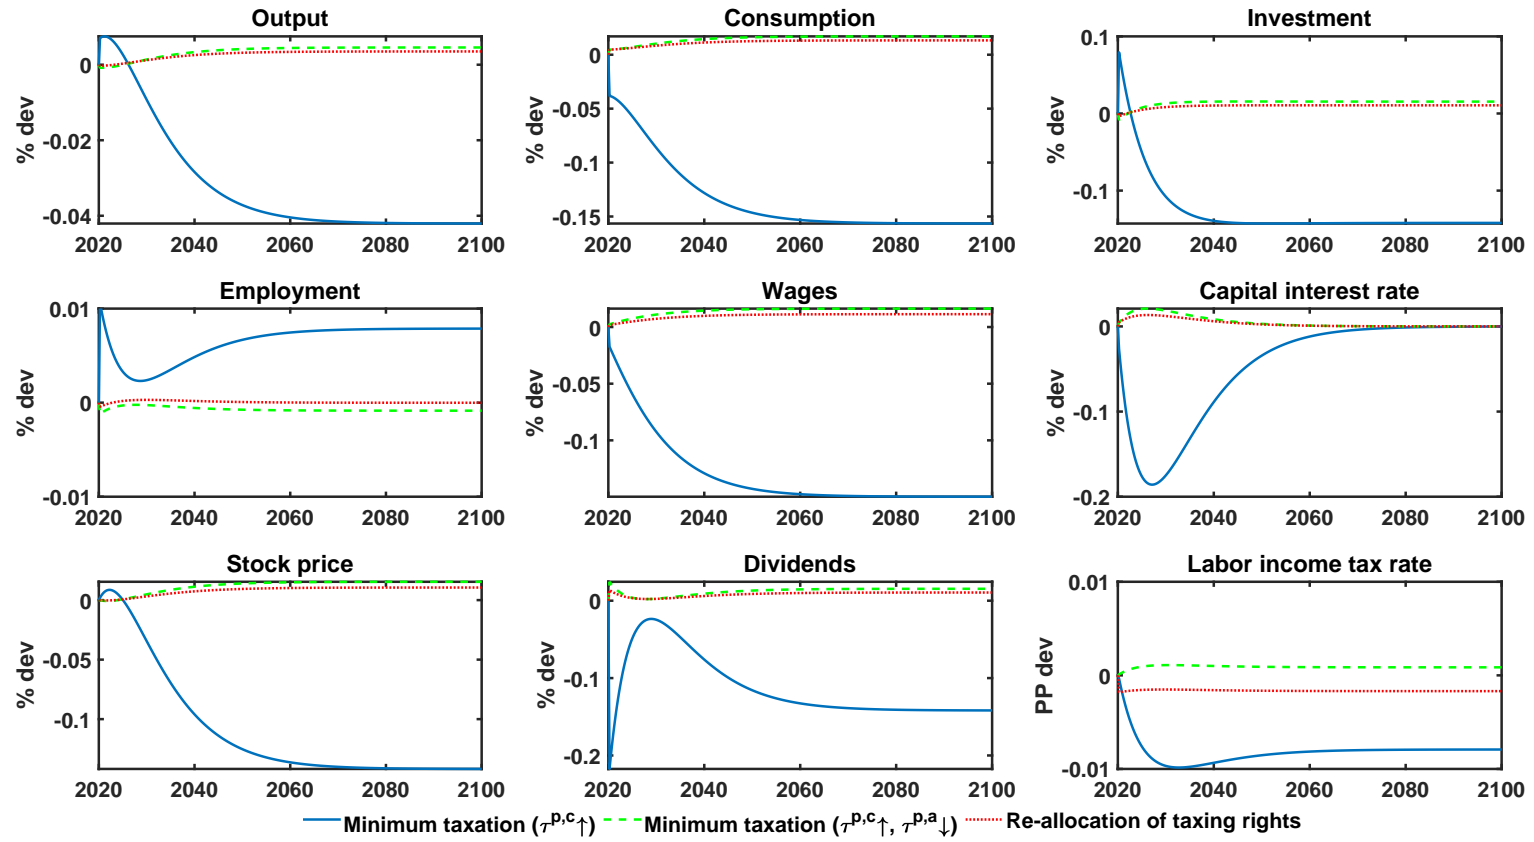 Output
% dev
0
-0.02
-0.04
2020 2040 2060 2080 2100
Consumption
% dev
0
-0.05
-0.1
-0.15
2020 2040 2060 2080 2100
Investment
% dev
0.1
0
-0.1
2020 2040 2060 2080 2100
Employment
% dev
0.01
0
-0.01
2020 2040 2060 2080 2100
Wages
% dev
0
-0.05
-0.1
2020 2040 2060 2080 2100
Capital interest rate
% dev
0
-0.1
-0.2
2020 2040 2060 2080 2100
Stock price
% dev
0
-0.05
-0.1
2020 2040 2060 2080 2100
Dividends
% dev
0
-0.1
-0.2
2020 2040 2060 2080 2100
Labor income tax rate
PP dev
0.01
0
-0.01
2020 2040 2060 2080 2100
Minimum taxation (τ^p,c↑) Minimum taxation (τ^p,c↑, τ^p,a↓) Re-allocation of taxing rights